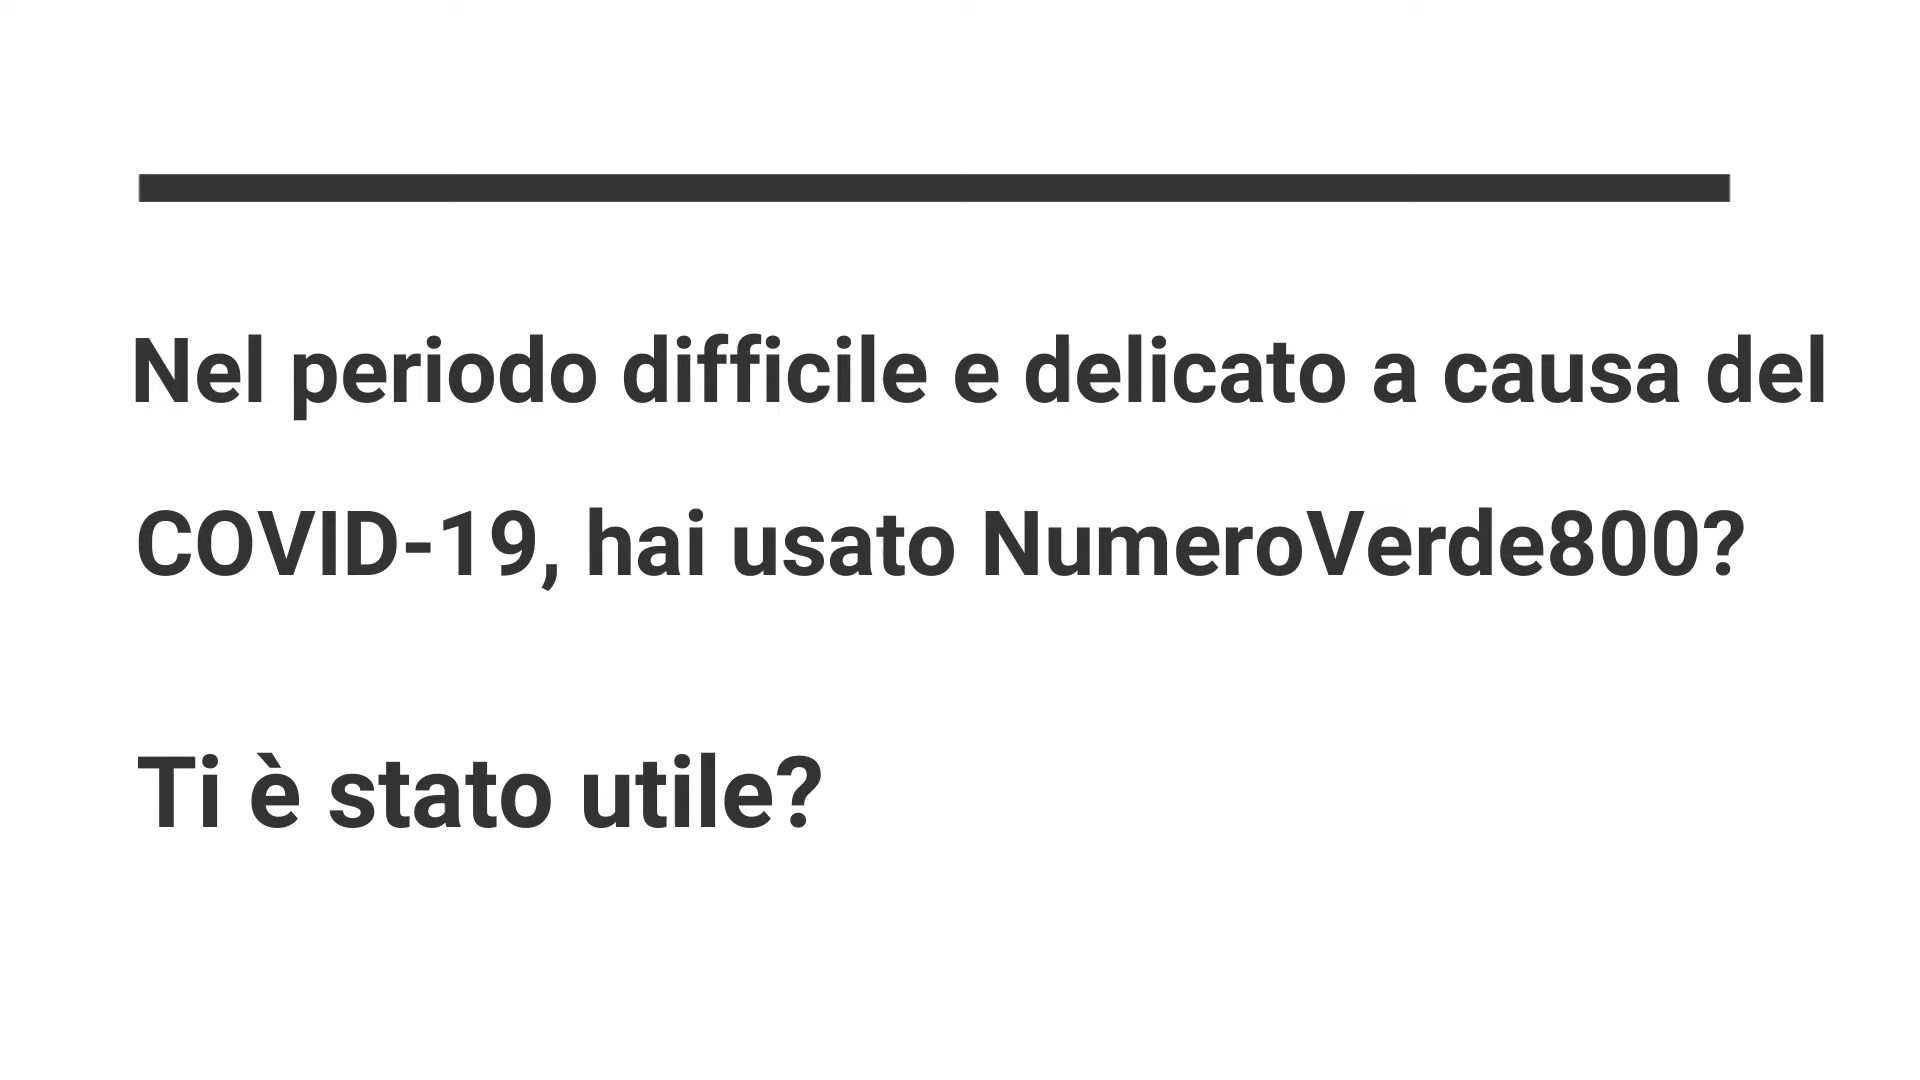 Nel periodo difficile e delicato a causa del
COVID-19, hai usato NumeroVerde800?
Ti è stato utile?